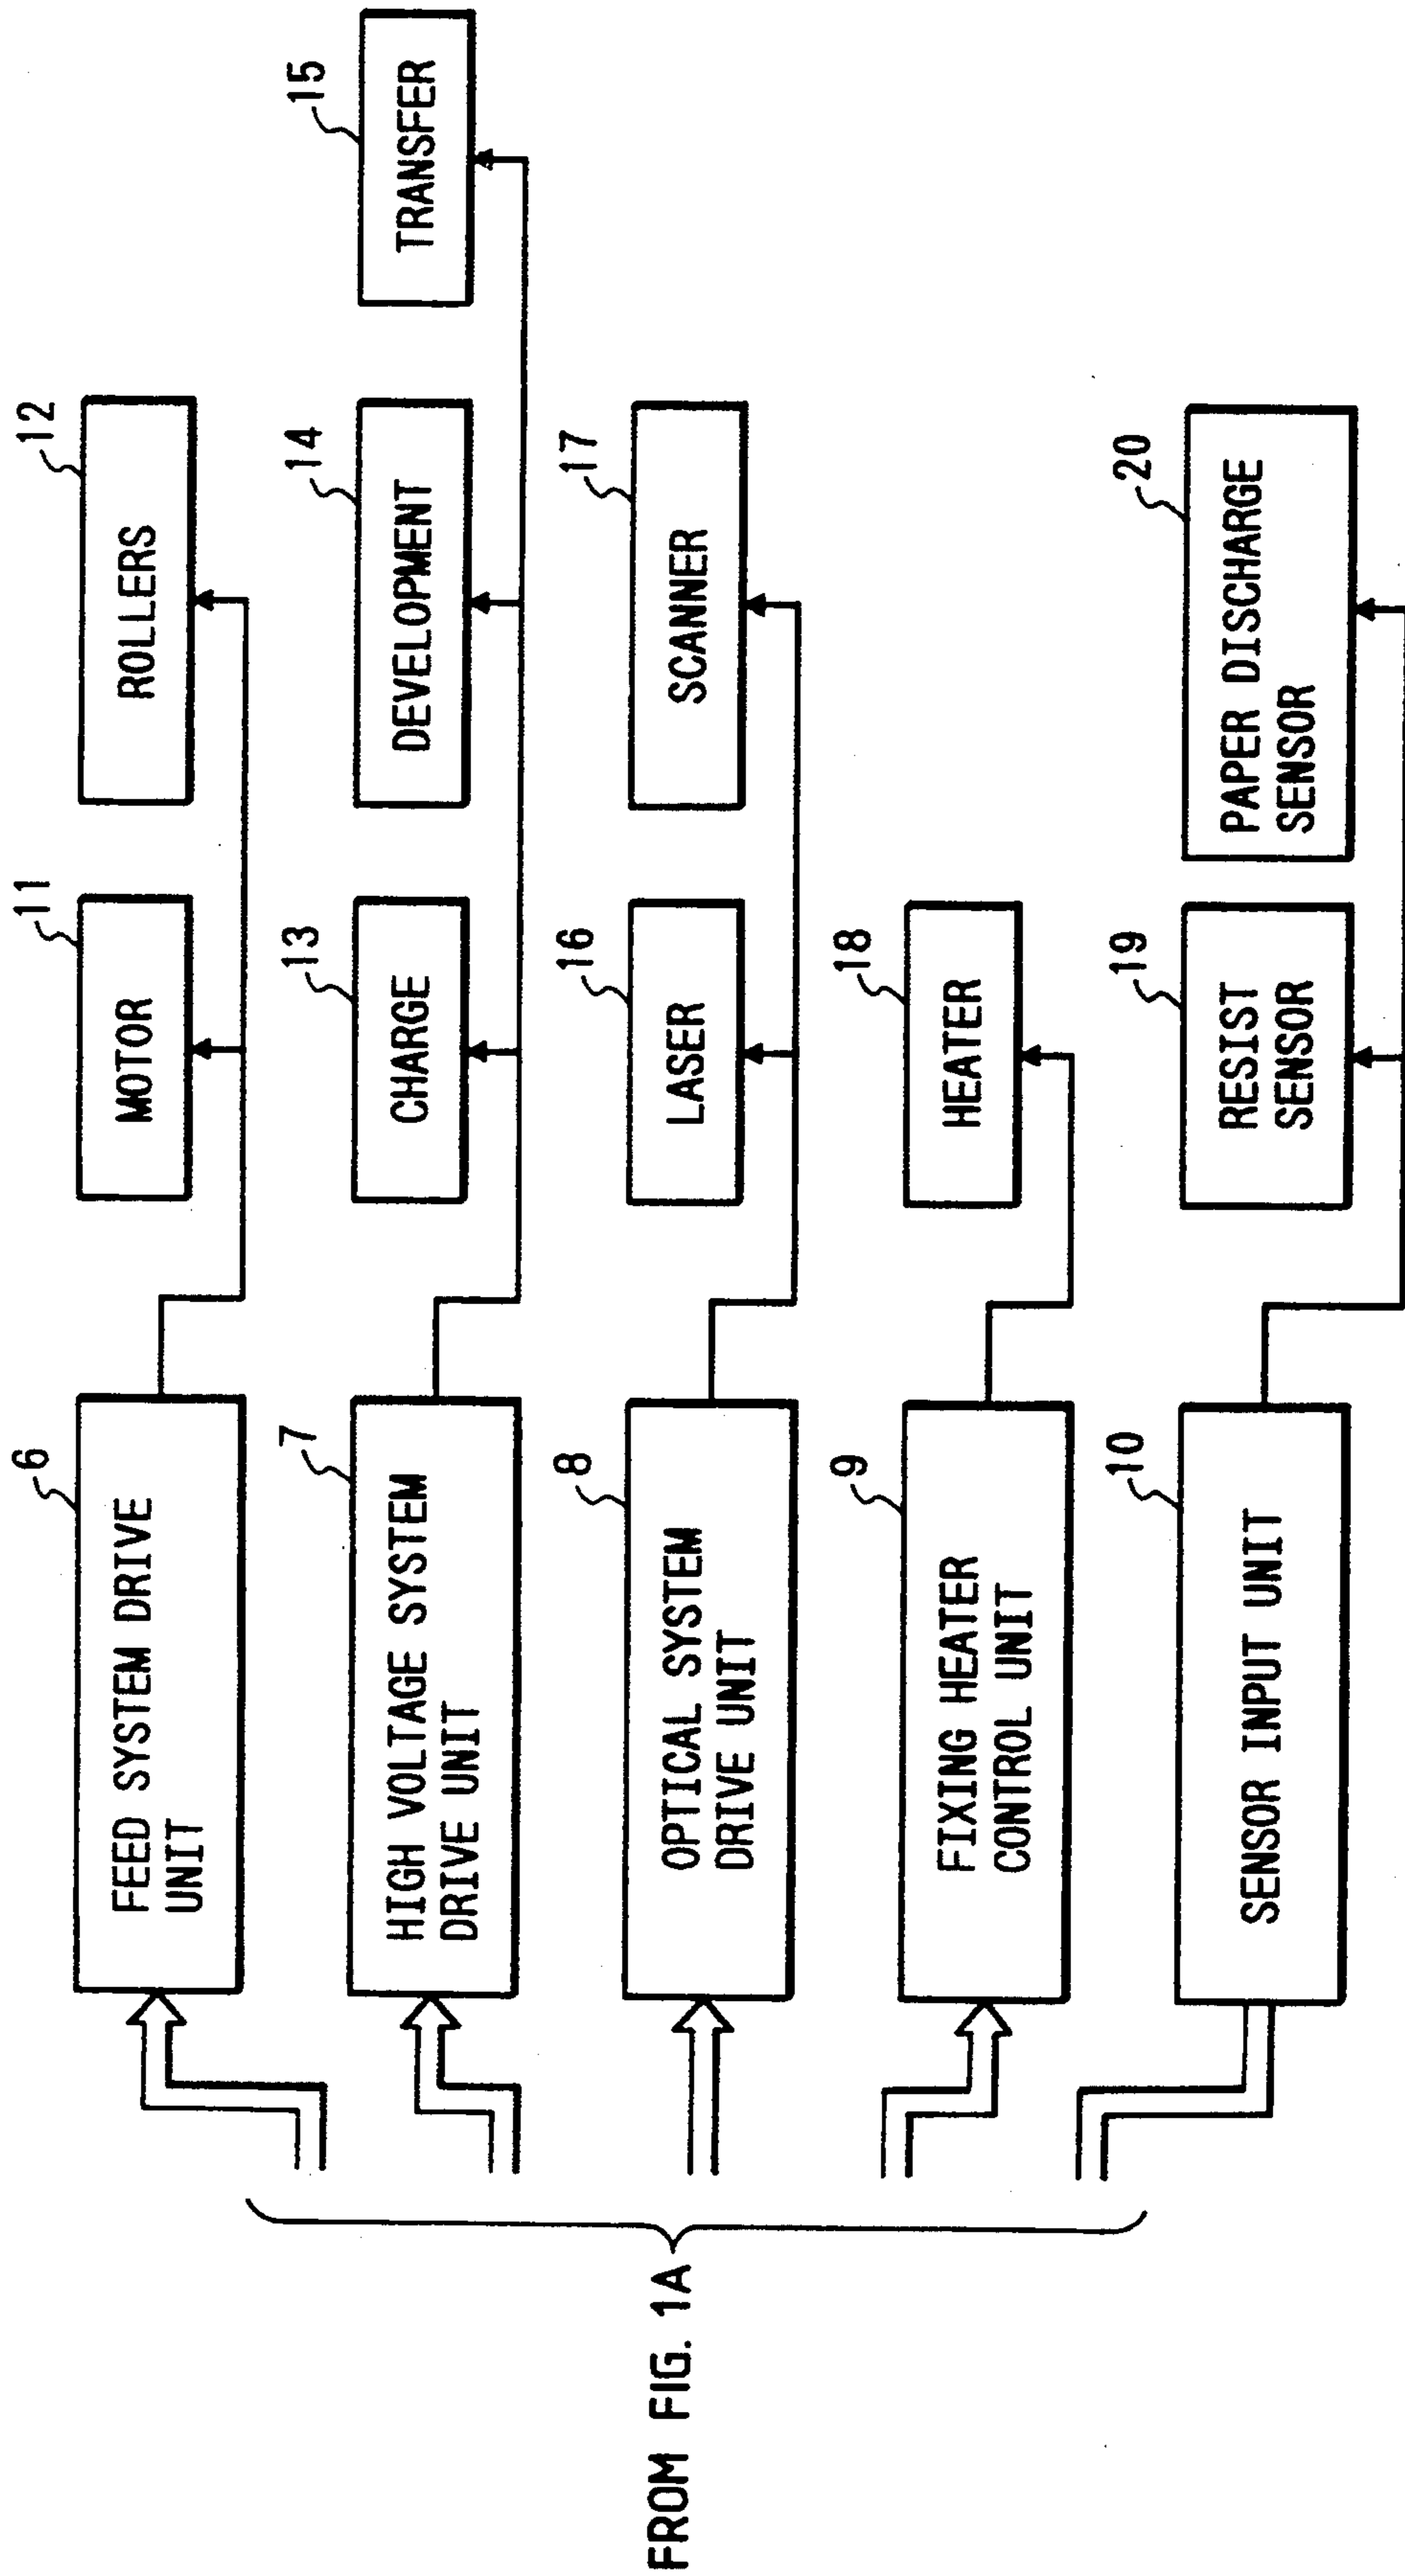 FROM FIG. 1A
6
FEED SYSTEM DRIVE
UNIT
11
MOTOR
12
ROLLERS
7
HIGH VOLTAGE SYSTEM
DRIVE UNIT
13
CHARGE
14
DEVELOPMENT
15
TRANSFER
8
OPTICAL SYSTEM
DRIVE UNIT
16
LASER
17
SCANNER
9
FIXING HEATER
CONTROL UNIT
18
HEATER
10
SENSOR INPUT UNIT
19
RESIST
SENSOR
20
PAPER DISCHARGE
SENSOR